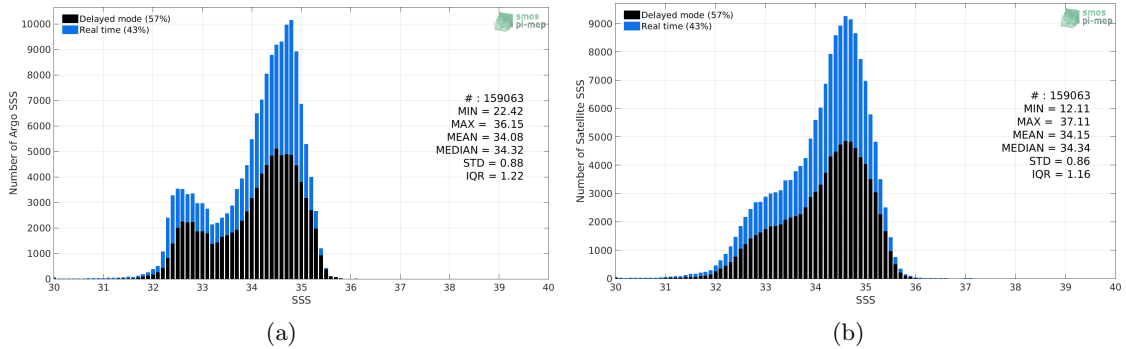 Delayed mode (57%)
Real time (43%)
smos
pi-mep
# : 159063
MIN = 22.42
MAX = 36.15
MEAN = 34.08
MEDIAN = 34.32
STD = 0.88
IQR = 1.22
Number of Argo SSS
10000
9000
8000
7000
6000
5000
4000
3000
2000
1000
0
30 31 32 33 34 35 36 37 38 39 40
SSS
(a)
Delayed mode (57%)
Real time (43%)
smos
pi-mep
# : 159063
MIN = 12.11
MAX = 37.11
MEAN = 34.15
MEDIAN = 34.34
STD = 0.86
IQR = 1.16
Number of Satellite SSS
9000
8000
7000
6000
5000
4000
3000
2000
1000
0
30 31 32 33 34 35 36 37 38 39 40
SSS
(b)